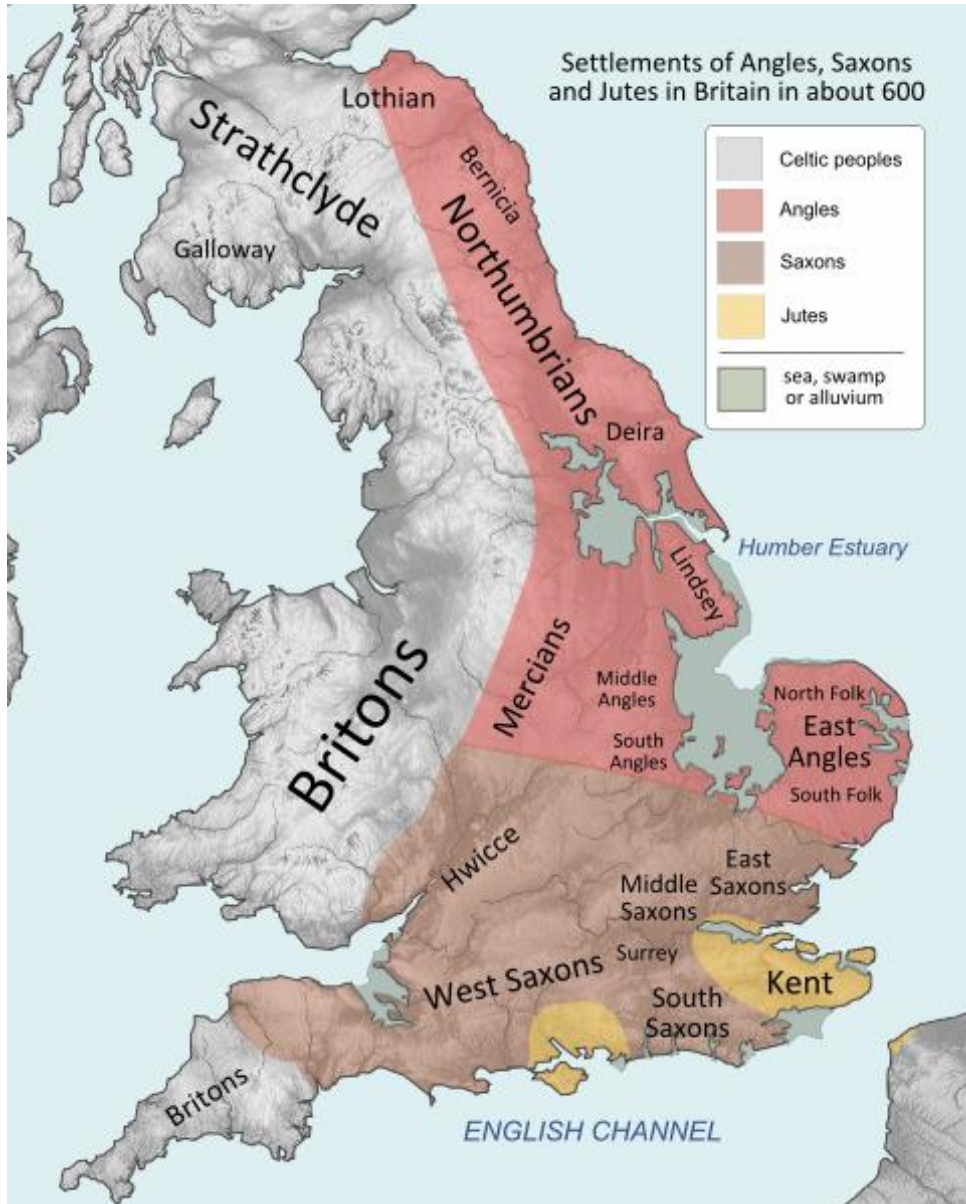 Settlements of Angles, Saxons
and Jutes in Britain in about 600
Celtic peoples
Angles
Saxons
Jutes
sea, swamp
or alluvium
Lothian
Strathclyde
Bernicia
Galloway
Northumbrians
Deira
Humber Estuary
Lindsey
Mercians
Middle
Angles
North Folk
East
Angles
South
Angles
South Folk
Britons
Hwicce
East
Saxons
Middle
Saxons
Surrey
West Saxons
Kent
South
Saxons
Britons
ENGLISH CHANNEL